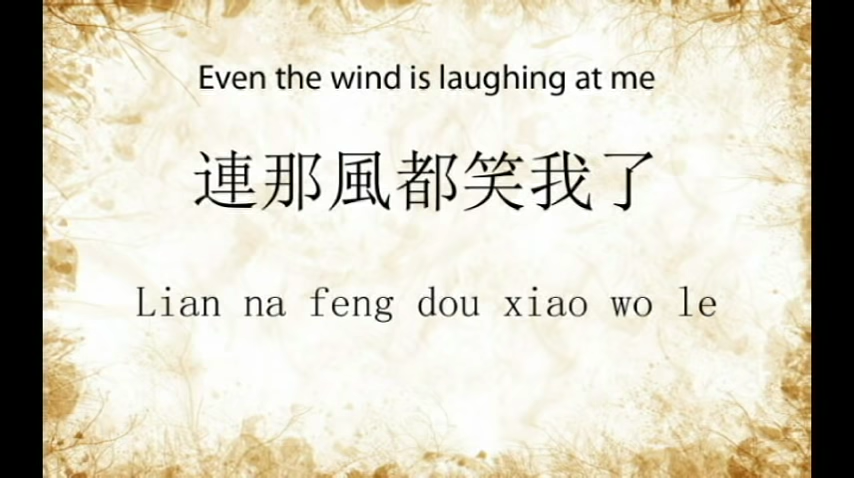 Even the wind is laughing at me
連那風都笑我了
Lian na feng dou xiao wo le